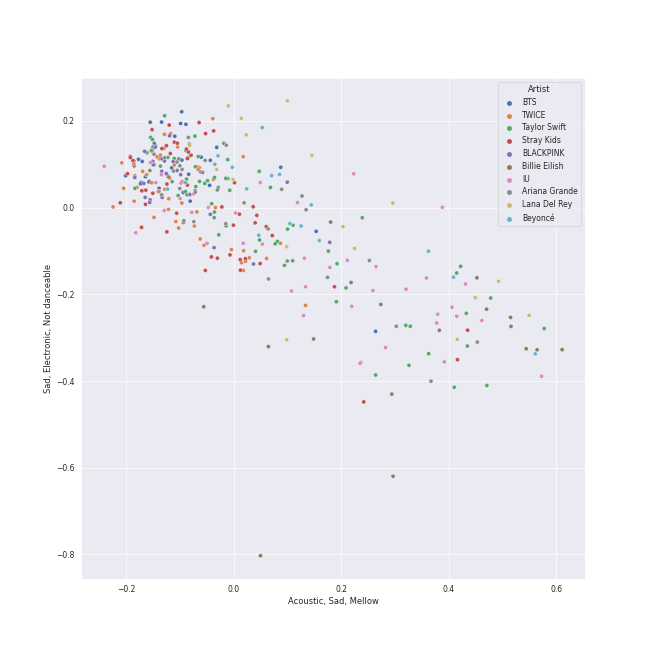 Artist
BTS
TWICE
Taylor Swift
Stray Kids
BLACKPINK
Billie Eilish
IU
Ariana Grande
Lana Del Rey
Beyoncé
0.2
0.0
−0.2
−0.4
−0.6
−0.8
Sad, Electronic, Not danceable
−0.2
0.0
0.2
0.4
0.6
Acoustic, Sad, Mellow